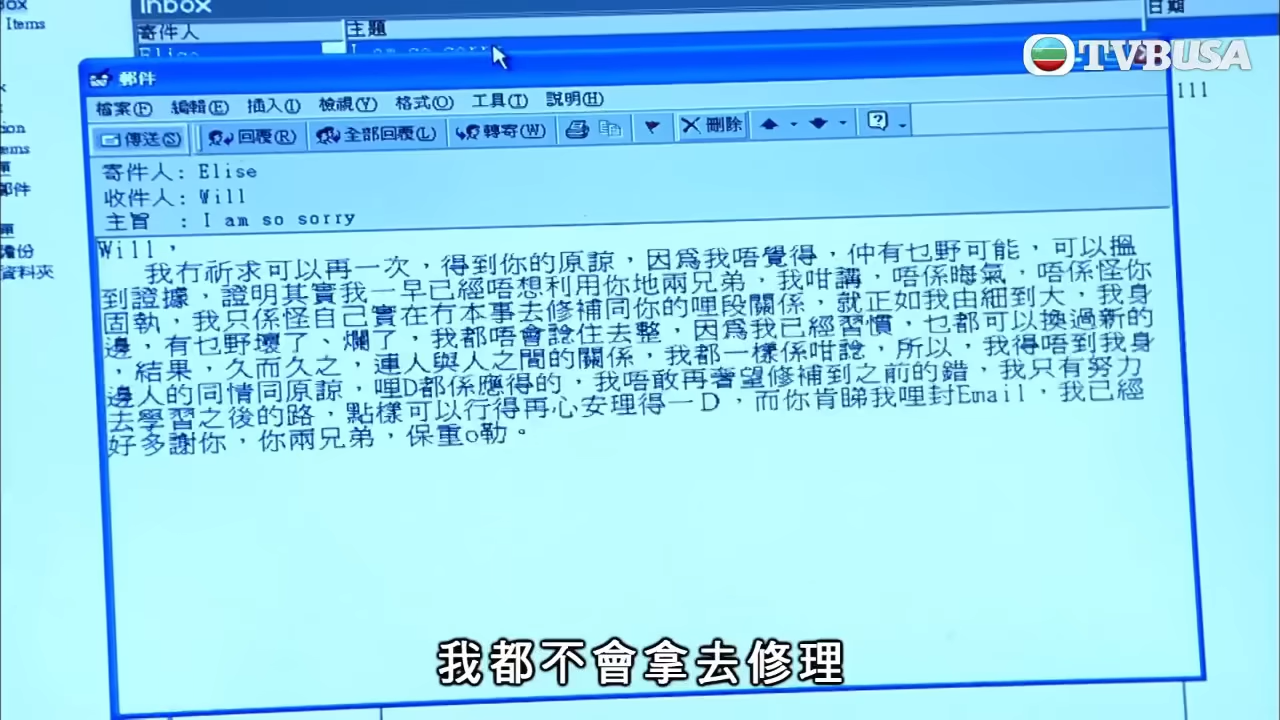 Inbox
日期
Items
寄件人
主題
Elise
I am so sorry
TVBUSA
郵件
檔案(F) 編輯(E) 插入(I) 檢視(V) 格式(O) 工具(T) 說明(H)
111
傳送(S) 回覆(R) 全部回覆(L) 轉寄(W) 刪除
寄件人: Elise
收件人: Will
郵件
主旨 : I am so sorry
備份
資料夾
Will，
我冇祈求可以再一次，得到你的原諒，因為我唔覺得，仲有乜野可能，可以搵
到證據，證明其實我一早已經唔想利用你地兩兄弟，我咁講，唔係晦氣，唔係怪你
固執，我只係怪自己實在冇本事去修補同你的哩段關係，就正如我由細到大，我身
邊，有乜野壞了、爛了，我都唔會諗住去整，因為我已經習慣，乜都可以換過新的
，結果，久而久之，連人與人之間的關係，我都一樣係咁諗，所以，我得唔到我身
邊人的同情同原諒，哩D都係應得的，我唔敢再奢望修補到之前的錯，我只有努力
去學習之後的路，點樣可以行得再心安理得一D，而你肯睇我哩封Email，我已經
好多謝你，你兩兄弟，保重o勒。
我都不會拿去修理